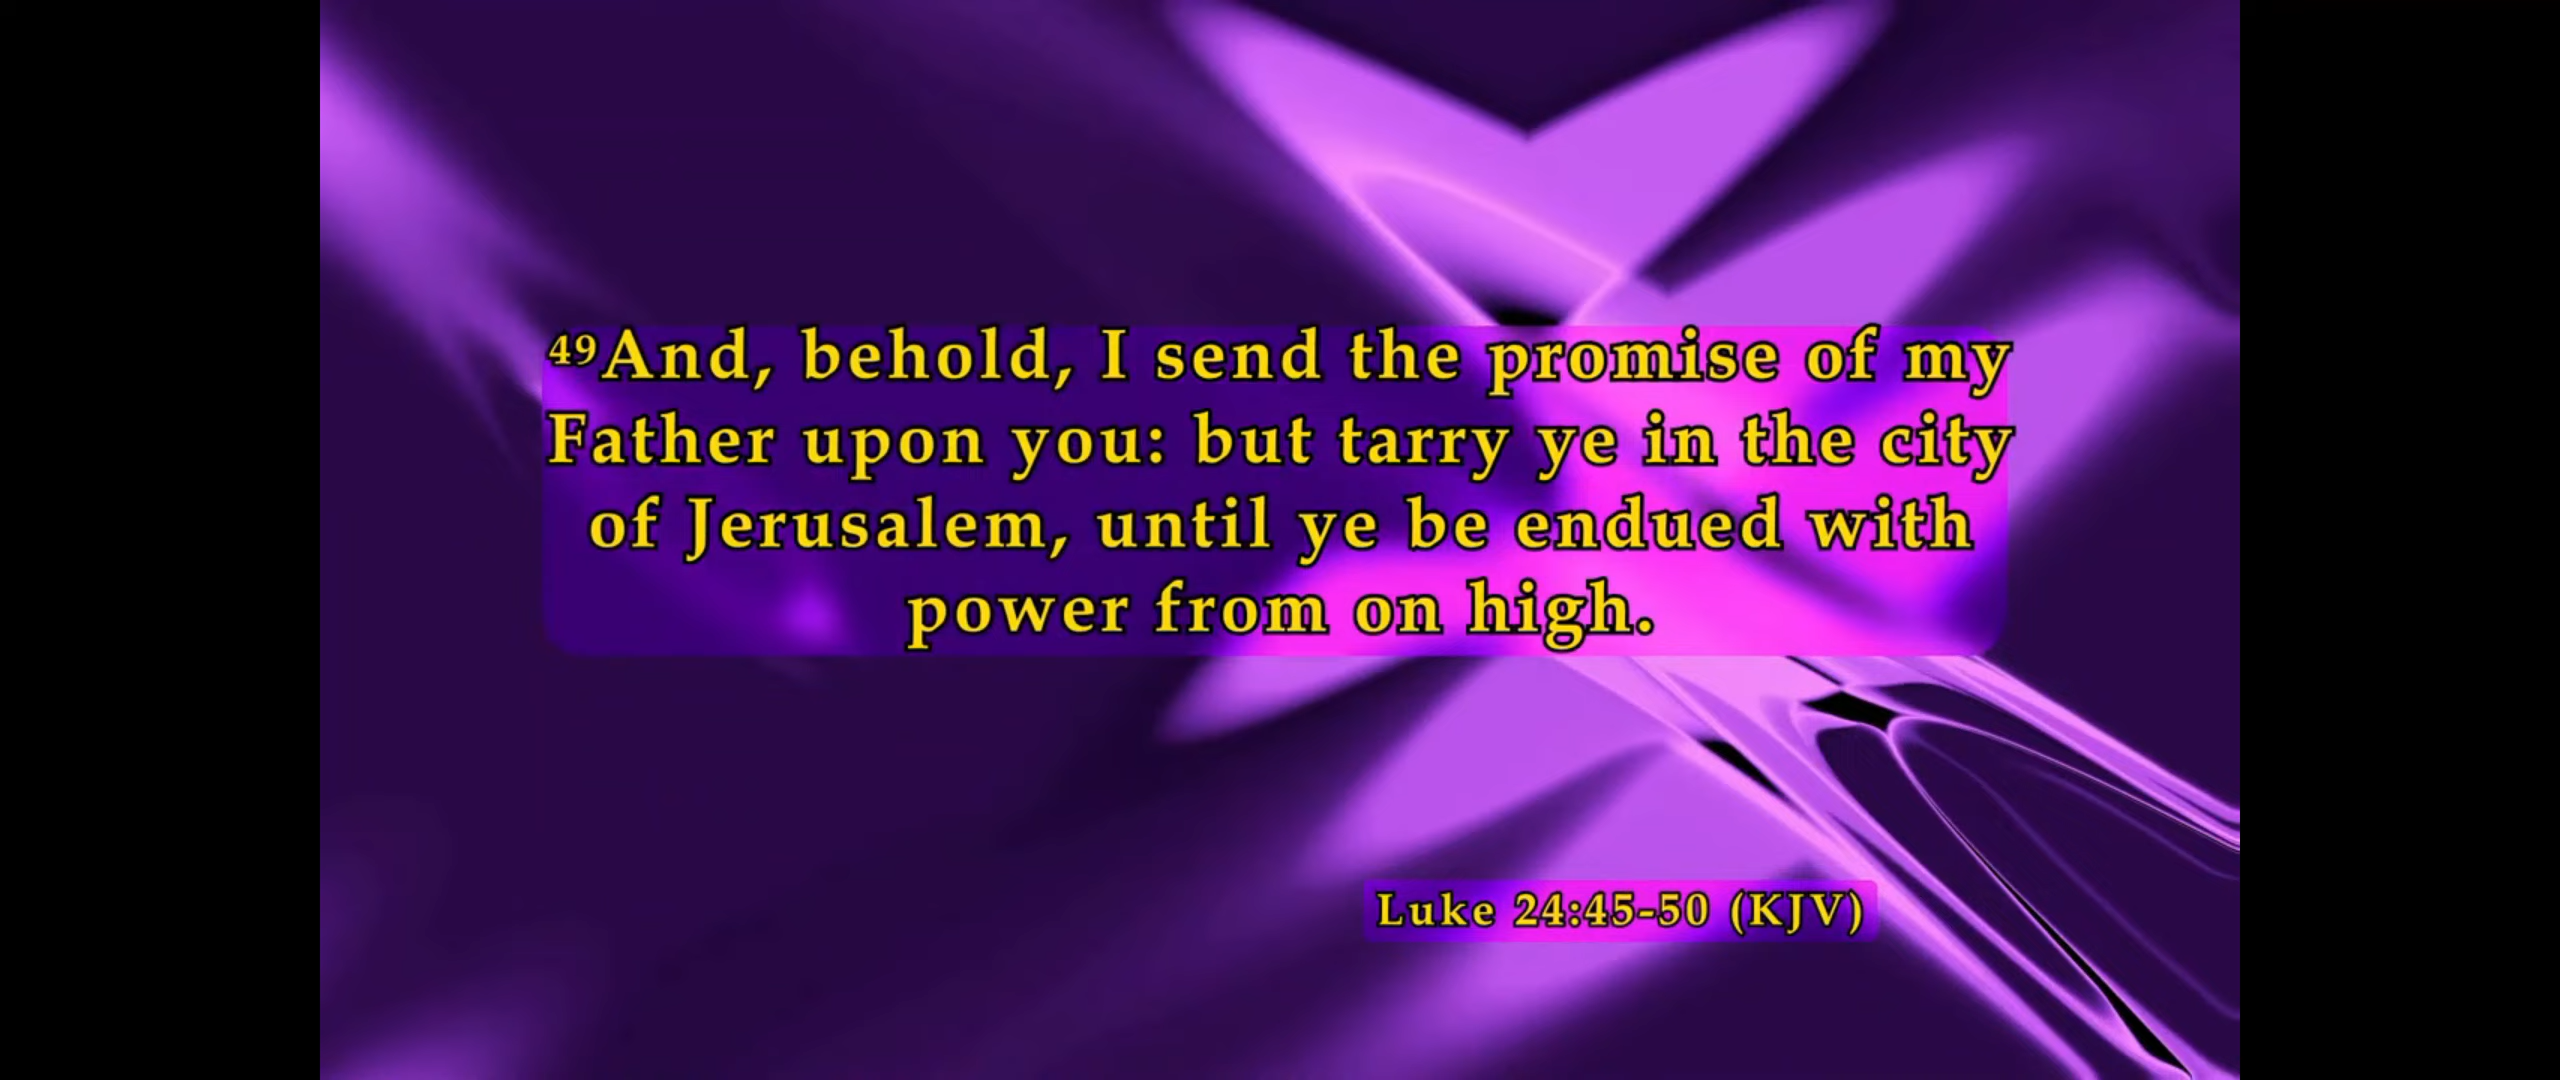 49And, behold, I send the promise of my
Father upon you: but tarry ye in the city
of Jerusalem, until ye be endued with
power from on high.
Luke 24:45-50 (KJV)